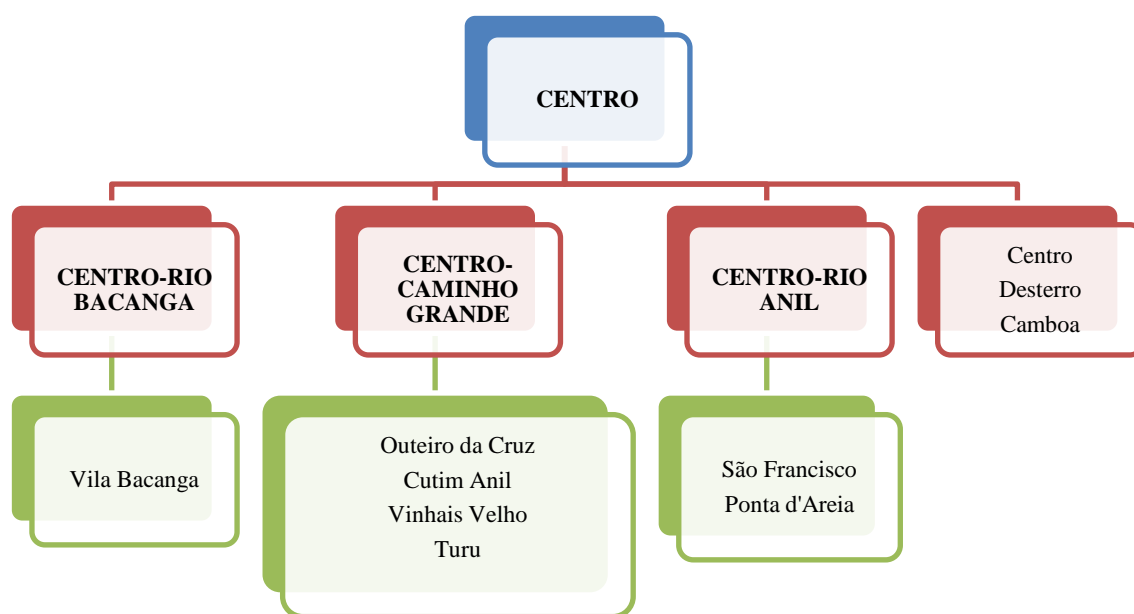 CENTRO
CENTRO-RIO
BACANGA
CENTRO-
CAMINHO
GRANDE
CENTRO-RIO
ANIL
Centro
Desterro
Camboa
Vila Bacanga
Outeiro da Cruz
Cutim Anil
Vinhais Velho
Turu
São Francisco
Ponta d'Areia